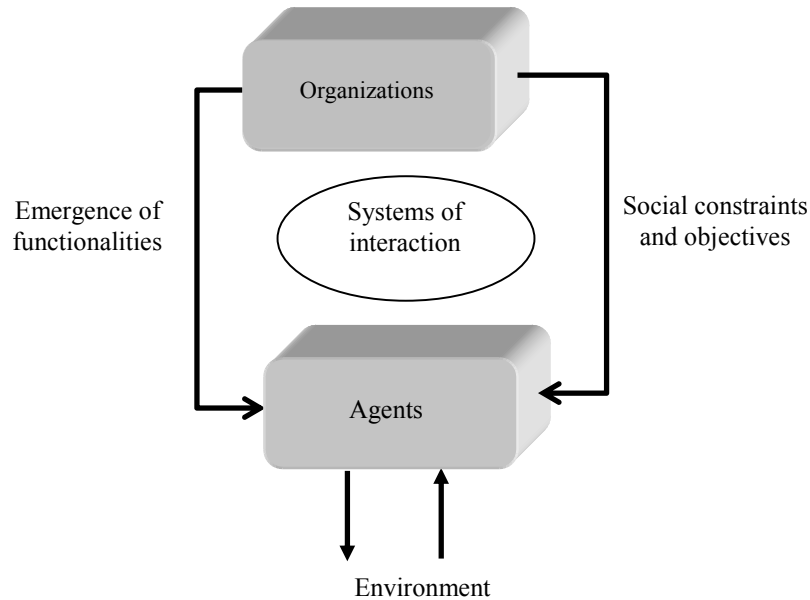 Organizations
Emergence of
functionalities
Systems of
interaction
Social constraints
and objectives
Agents
Environment